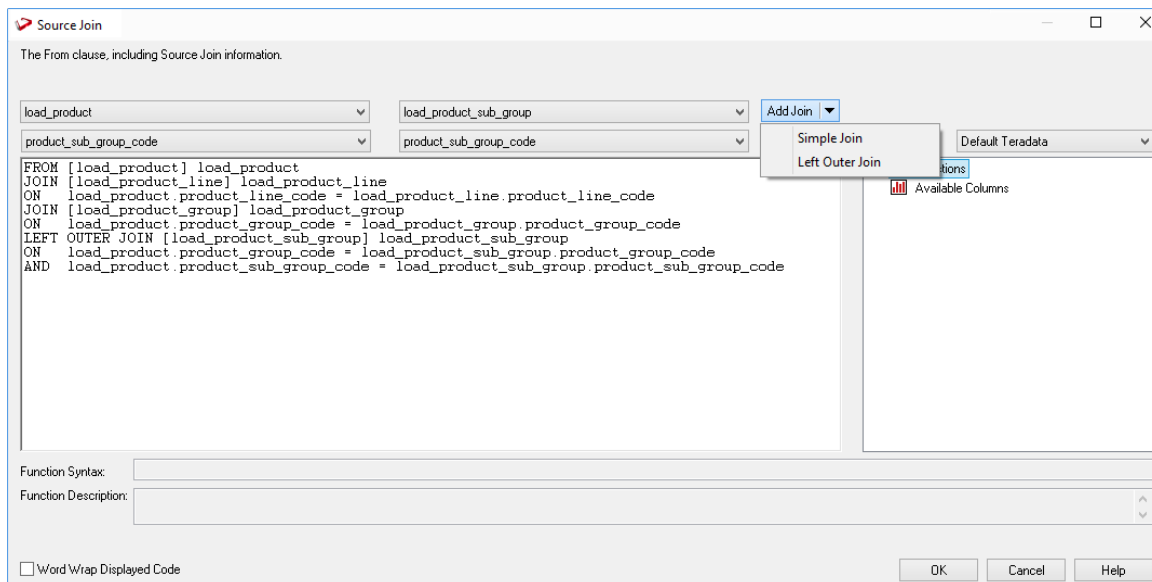 Source Join
The From clause, including Source Join information.
load_product
load_product_sub_group
Add Join
product_sub_group_code
product_sub_group_code
Simple Join
Left Outer Join
Default Teradata
FROM [load_product] load_product
JOIN [load_product_line] load_product_line
ON   load_product.product_line_code = load_product_line.product_line_code
JOIN [load_product_group] load_product_group
ON   load_product.product_group_code = load_product_group.product_group_code
LEFT OUTER JOIN [load_product_sub_group] load_product_sub_group
ON   load_product.product_group_code = load_product_sub_group.product_group_code
AND  load_product.product_sub_group_code = load_product_sub_group.product_sub_group_code
Available Columns
Function Syntax:
Function Description:
Word Wrap Displayed Code
OK
Cancel
Help